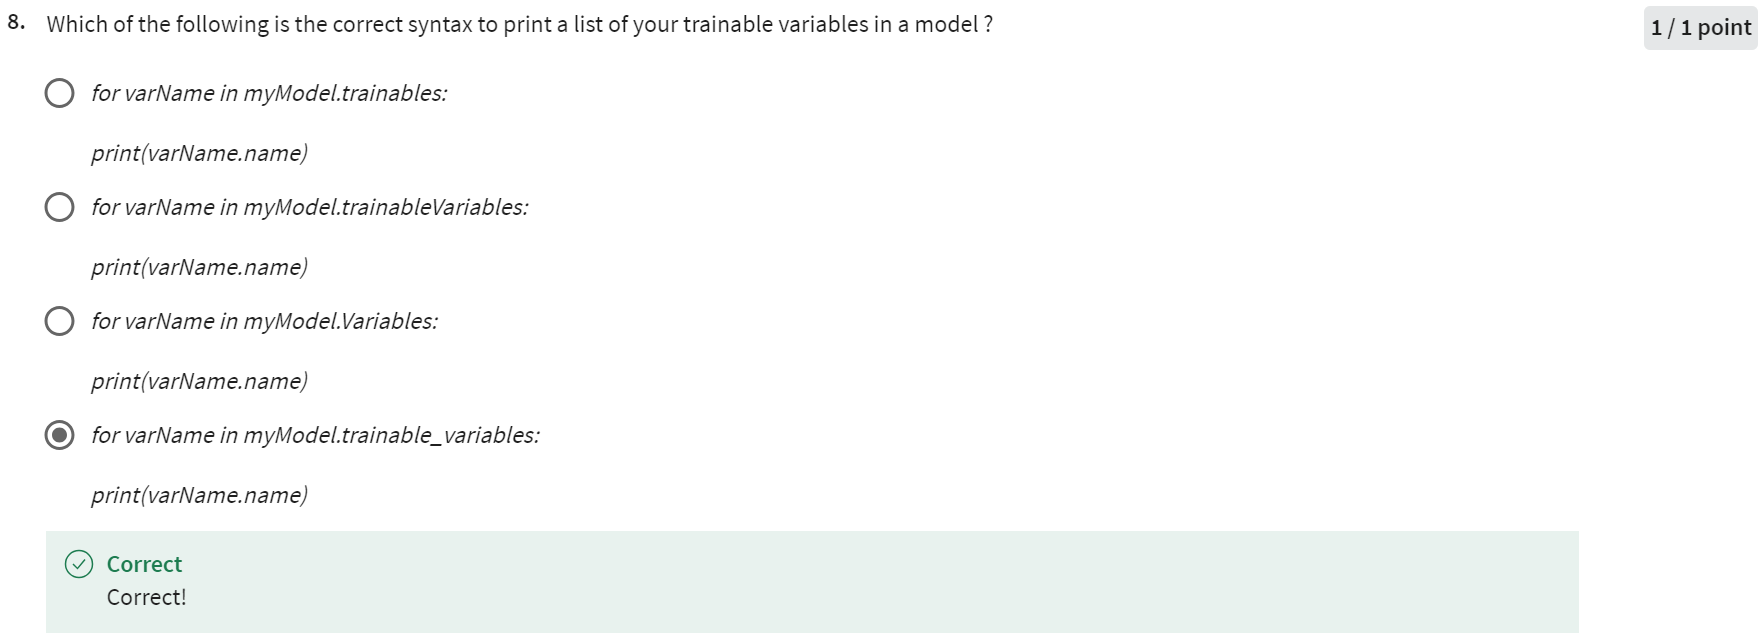 8. Which of the following is the correct syntax to print a list of your trainable variables in a model ?
1 / 1 point
for varName in myModel.trainables:
print(varName.name)
for varName in myModel.trainableVariables:
print(varName.name)
for varName in myModel.Variables:
print(varName.name)
for varName in myModel.trainable_variables:
print(varName.name)
Correct
Correct!